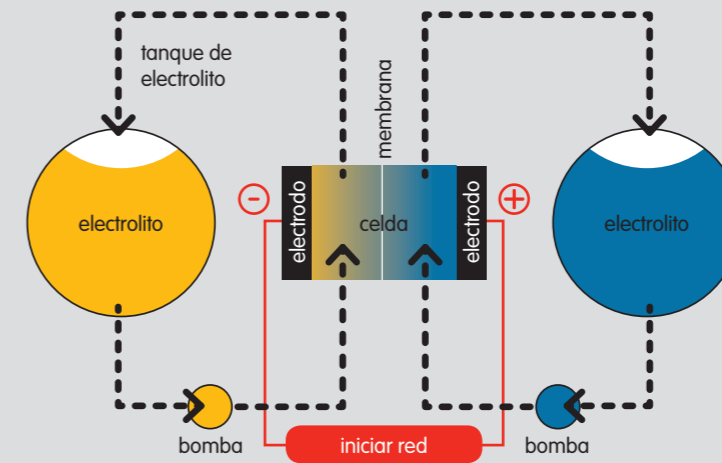 tanque de
electrolito
membrana
electrolito
-
electrodo
celda
electrodo
+
electrolito
bomba
iniciar red
bomba